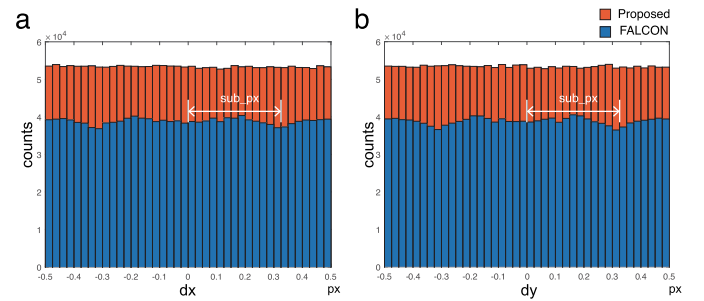 a
b
Proposed
FALCON
6 ×10⁴
5
4
3
2
1
0
counts
sub_px
-0.5 -0.4 -0.3 -0.2 -0.1 0 0.1 0.2 0.3 0.4 0.5
dx
px
6 ×10⁴
5
4
3
2
1
0
counts
sub_px
-0.5 -0.4 -0.3 -0.2 -0.1 0 0.1 0.2 0.3 0.4 0.5
dy
px